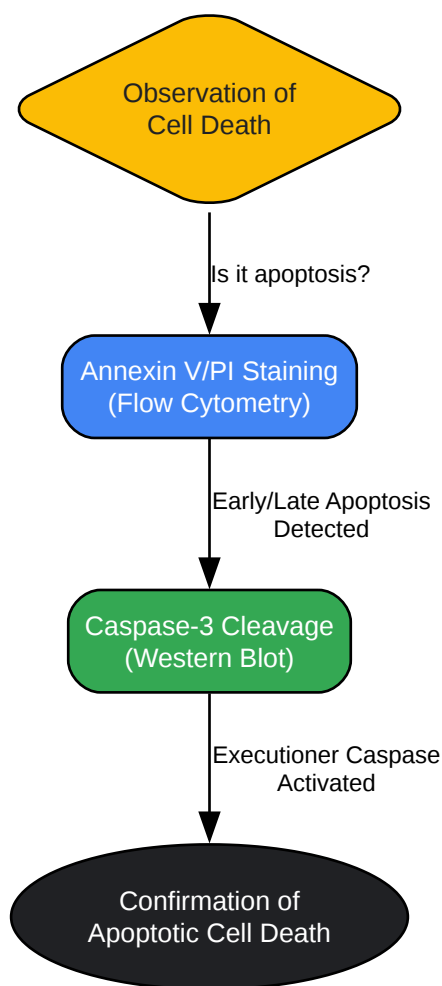 Observation of
Cell Death
Is it apoptosis?
Annexin V/PI Staining
(Flow Cytometry)
Early/Late Apoptosis
Detected
Caspase-3 Cleavage
(Western Blot)
Executioner Caspase
Activated
Confirmation of
Apoptotic Cell Death